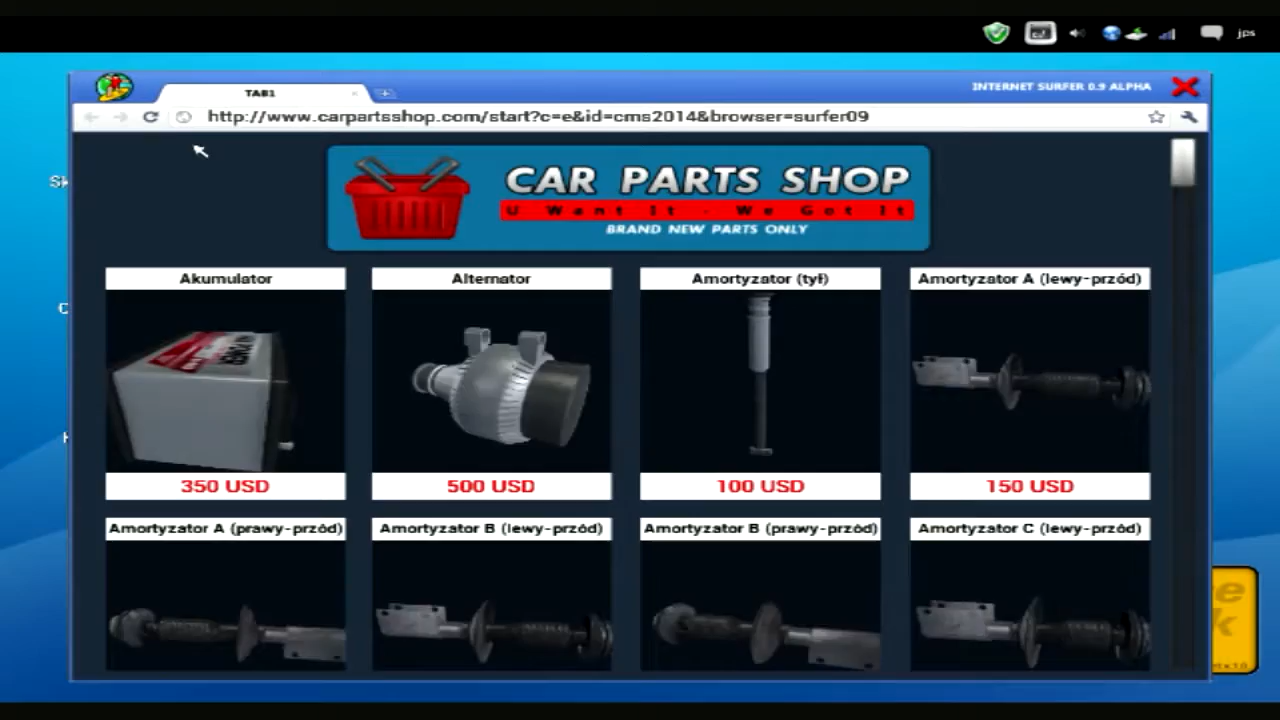 jps
TAB1
INTERNET SURFER 0.9 ALPHA
http://www.carpartsshop.com/start?c=e&id=cms2014&browser=surfer09
CAR PARTS SHOP
U Want It - We Got It
BRAND NEW PARTS ONLY
Akumulator
Alternator
Amortyzator (tył)
Amortyzator A (lewy-przód)
350 USD
500 USD
100 USD
150 USD
Amortyzator A (prawy-przód)
Amortyzator B (lewy-przód)
Amortyzator B (prawy-przód)
Amortyzator C (lewy-przód)